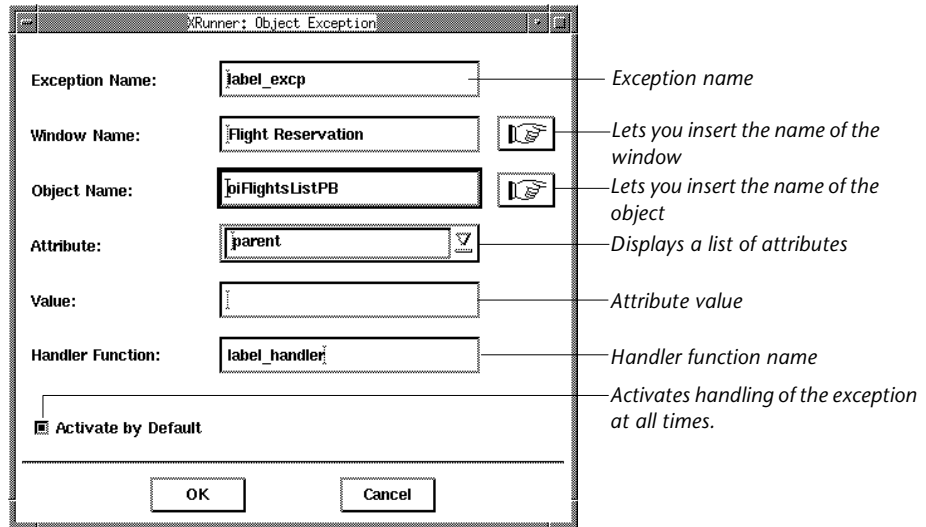 XRunner: Object Exception
Exception Name:
label_excp
Exception name
Window Name:
Flight Reservation
Lets you insert the name of the
window
Object Name:
oiFlightsListPB
Lets you insert the name of the
object
Attribute:
parent
Displays a list of attributes
Value:
Attribute value
Handler Function:
label_handler
Handler function name
Activates handling of the exception
at all times.
Activate by Default
OK
Cancel